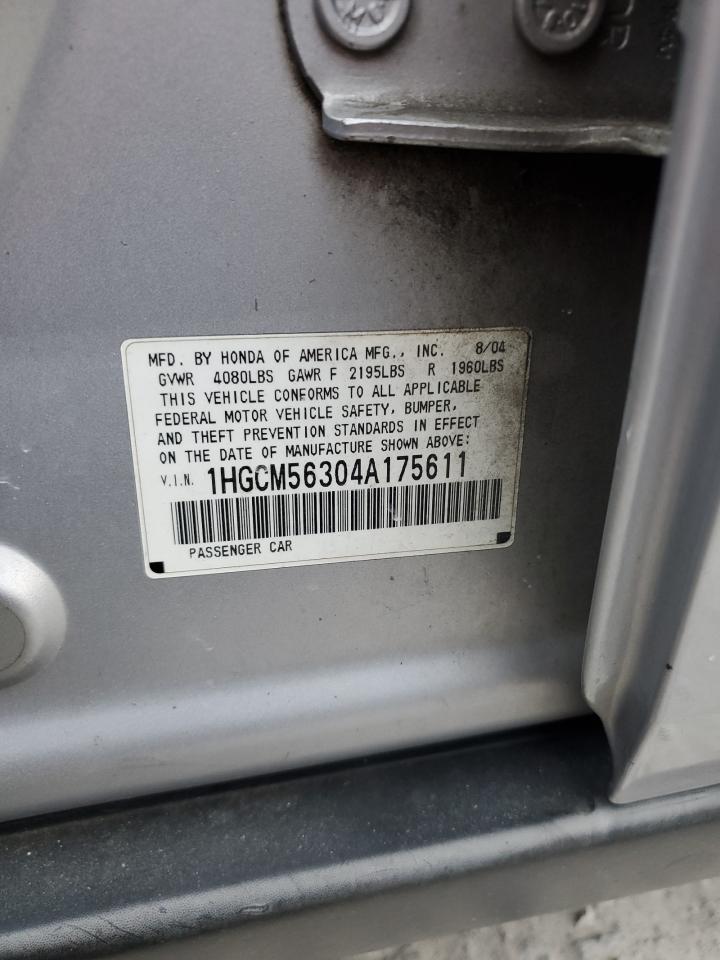 MFD. BY HONDA OF AMERICA MFG., INC. 8/04
GVWR 4080LBS GAWR F 2195LBS R 1960LBS
THIS VEHICLE CONFORMS TO ALL APPLICABLE
FEDERAL MOTOR VEHICLE SAFETY, BUMPER,
AND THEFT PREVENTION STANDARDS IN EFFECT
ON THE DATE OF MANUFACTURE SHOWN ABOVE:
V.I.N. 1HGCM56304A175611
PASSENGER CAR